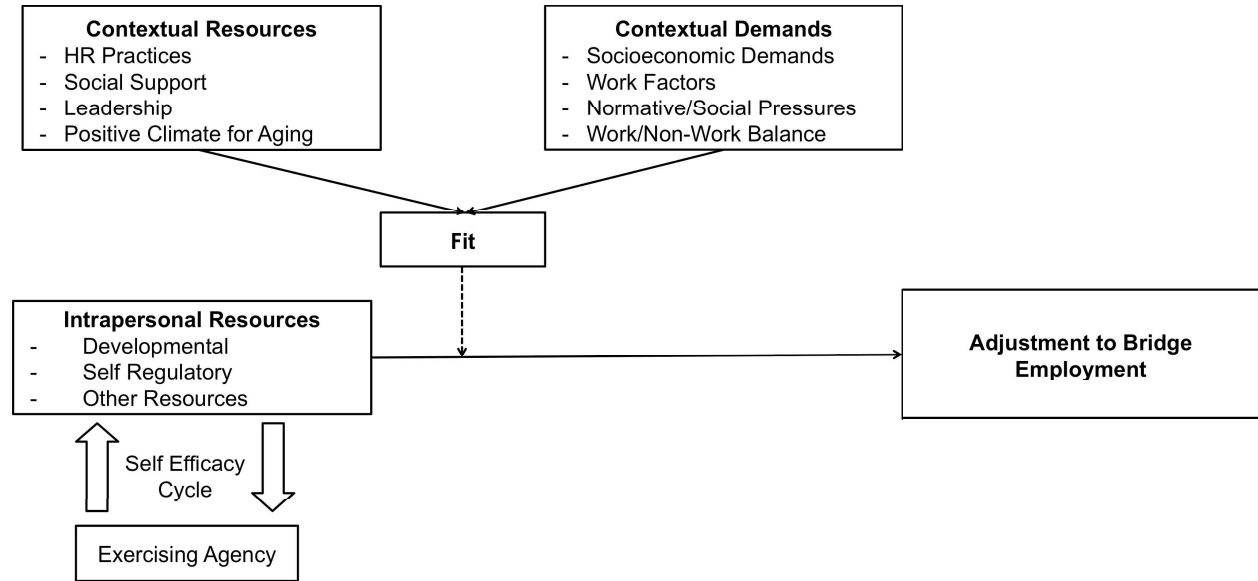 Contextual Resources
- HR Practices
- Social Support
- Leadership
- Positive Climate for Aging
Contextual Demands
- Socioeconomic Demands
- Work Factors
- Normative/Social Pressures
- Work/Non-Work Balance
Fit
Intrapersonal Resources
- Developmental
- Self Regulatory
- Other Resources
Adjustment to Bridge
Employment
Self Efficacy
Cycle
Exercising Agency